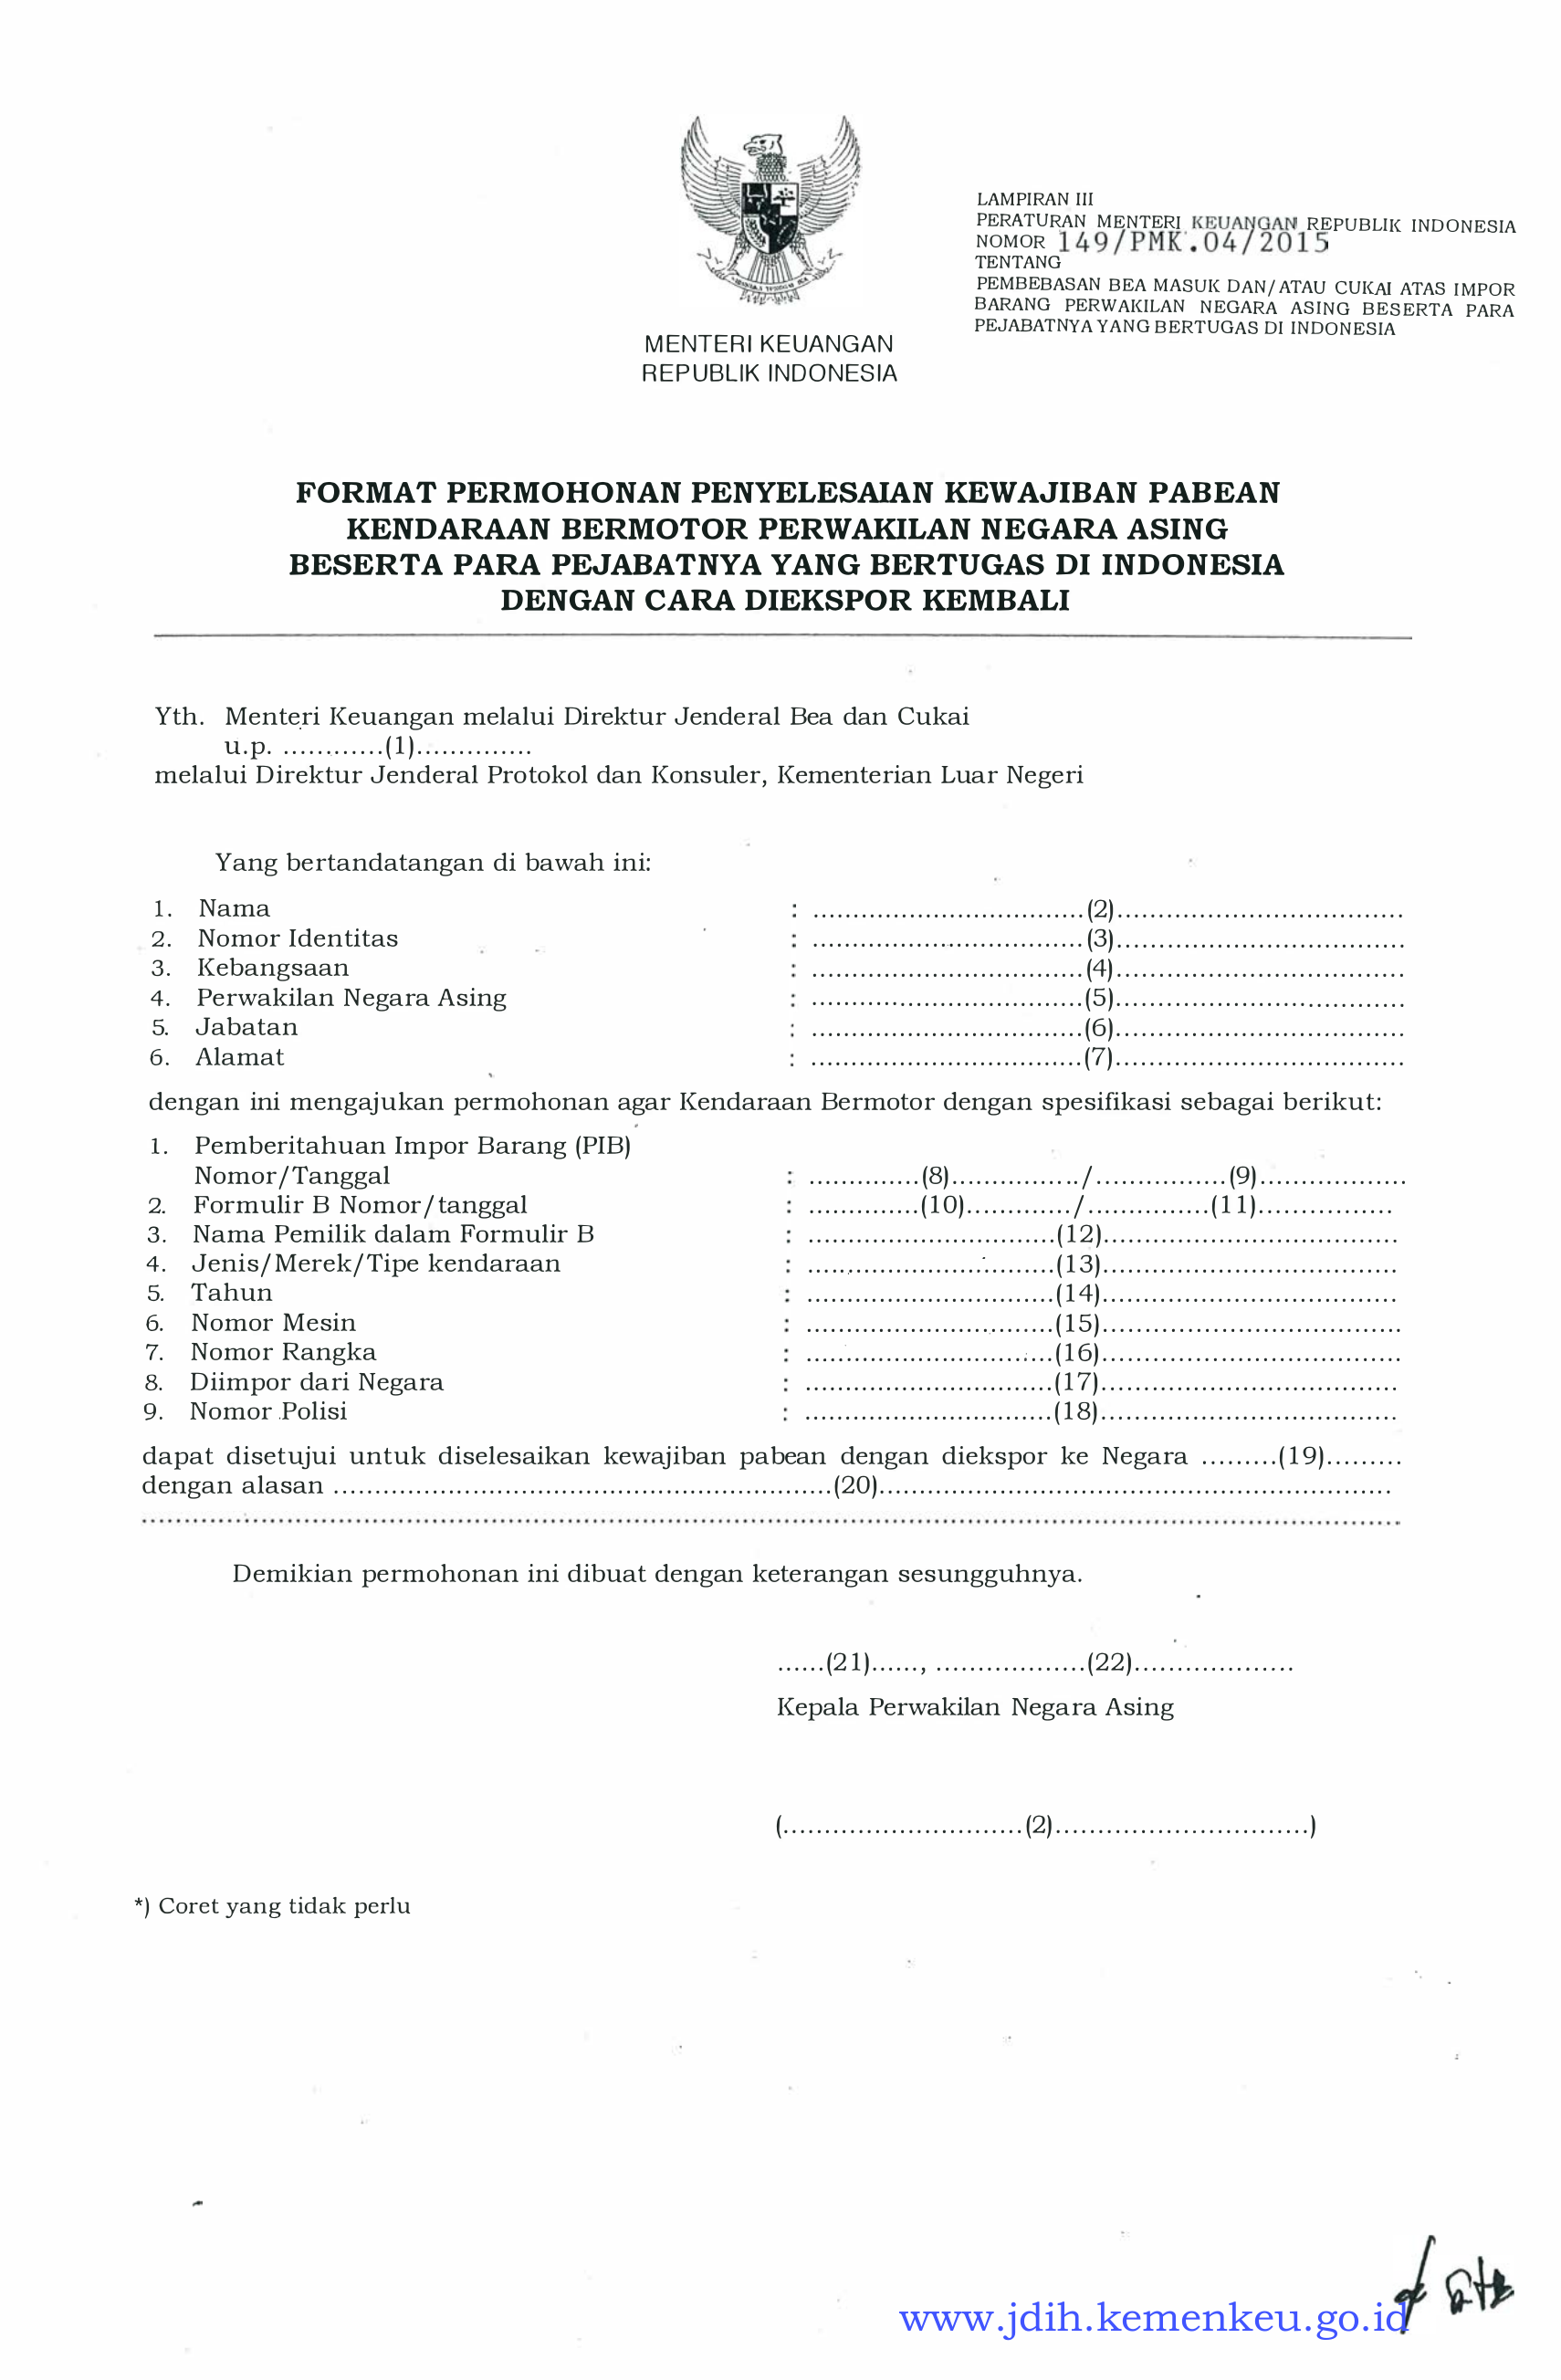 LAMPIRAN III
PERATURAN MENTERI KEUANGAN REPUBLIK INDONESIA
NOMOR 149/PMK.04/2015
TENTANG
PEMBEBASAN BEA MASUK DAN/ATAU CUKAI ATAS IMPOR
BARANG PERWAKILAN NEGARA ASING BESERTA PARA
PEJABATNYA YANG BERTUGAS DI INDONESIA
MENTERI KEUANGAN
REPUBLIK INDONESIA
FORMAT PERMOHONAN PENYELESAIAN KEWAJIBAN PABEAN
KENDARAAN BERMOTOR PERWAKILAN NEGARA ASING
BESERTA PARA PEJABATNYA YANG BERTUGAS DI INDONESIA
DENGAN CARA DIEKSPOR KEMBALI
Yth. Menteri Keuangan melalui Direktur Jenderal Bea dan Cukai
u.p. ............(1)..............
melalui Direktur Jenderal Protokol dan Konsuler, Kementerian Luar Negeri
Yang bertandatangan di bawah ini:
1. Nama : .................................(2)...................................
2. Nomor Identitas : .................................(3)...................................
3. Kebangsaan : .................................(4)...................................
4. Perwakilan Negara Asing : .................................(5)...................................
5. Jabatan : .................................(6)...................................
6. Alamat : .................................(7)...................................
dengan ini mengajukan permohonan agar Kendaraan Bermotor dengan spesifikasi sebagai berikut:
1. Pemberitahuan Impor Barang (PIB)
Nomor/Tanggal : ..............(8)................/................(9)..................
2. Formulir B Nomor/tanggal : ..............(10)............./...............(11).................
3. Nama Pemilik dalam Formulir B : ..............................(12)....................................
4. Jenis/Merek/Tipe kendaraan : ..............................(13)....................................
5. Tahun : ..............................(14)....................................
6. Nomor Mesin : ..............................(15)....................................
7. Nomor Rangka : ..............................(16)....................................
8. Diimpor dari Negara : ..............................(17)....................................
9. Nomor Polisi : ..............................(18)....................................
dapat disetujui untuk diselesaikan kewajiban pabean dengan diekspor ke Negara .........(19).........
dengan alasan ............................................................(20)..............................................................
........................................................................................................................
Demikian permohonan ini dibuat dengan keterangan sesungguhnya.
......(21)......, ..................(22)...................
Kepala Perwakilan Negara Asing
(.............................(2)..............................)
*) Coret yang tidak perlu
www.jdih.kemenkeu.go.id